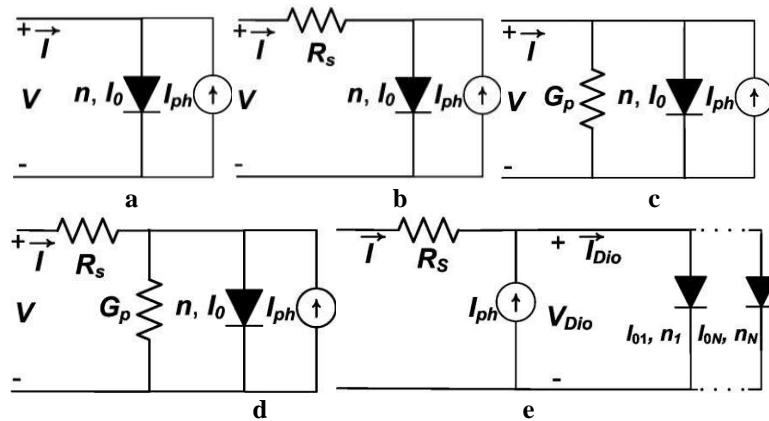 + I
V
-
n, I₀
Iph
a
+ I
Rs
V
-
n, I₀
Iph
b
+ I
V
-
Gp
n, I₀
Iph
c
+ I
Rs
V
-
Gp
n, I₀
Iph
d
I
RS
Iph
+ IDio
VDio
-
I01, n1
I0N, nN
e